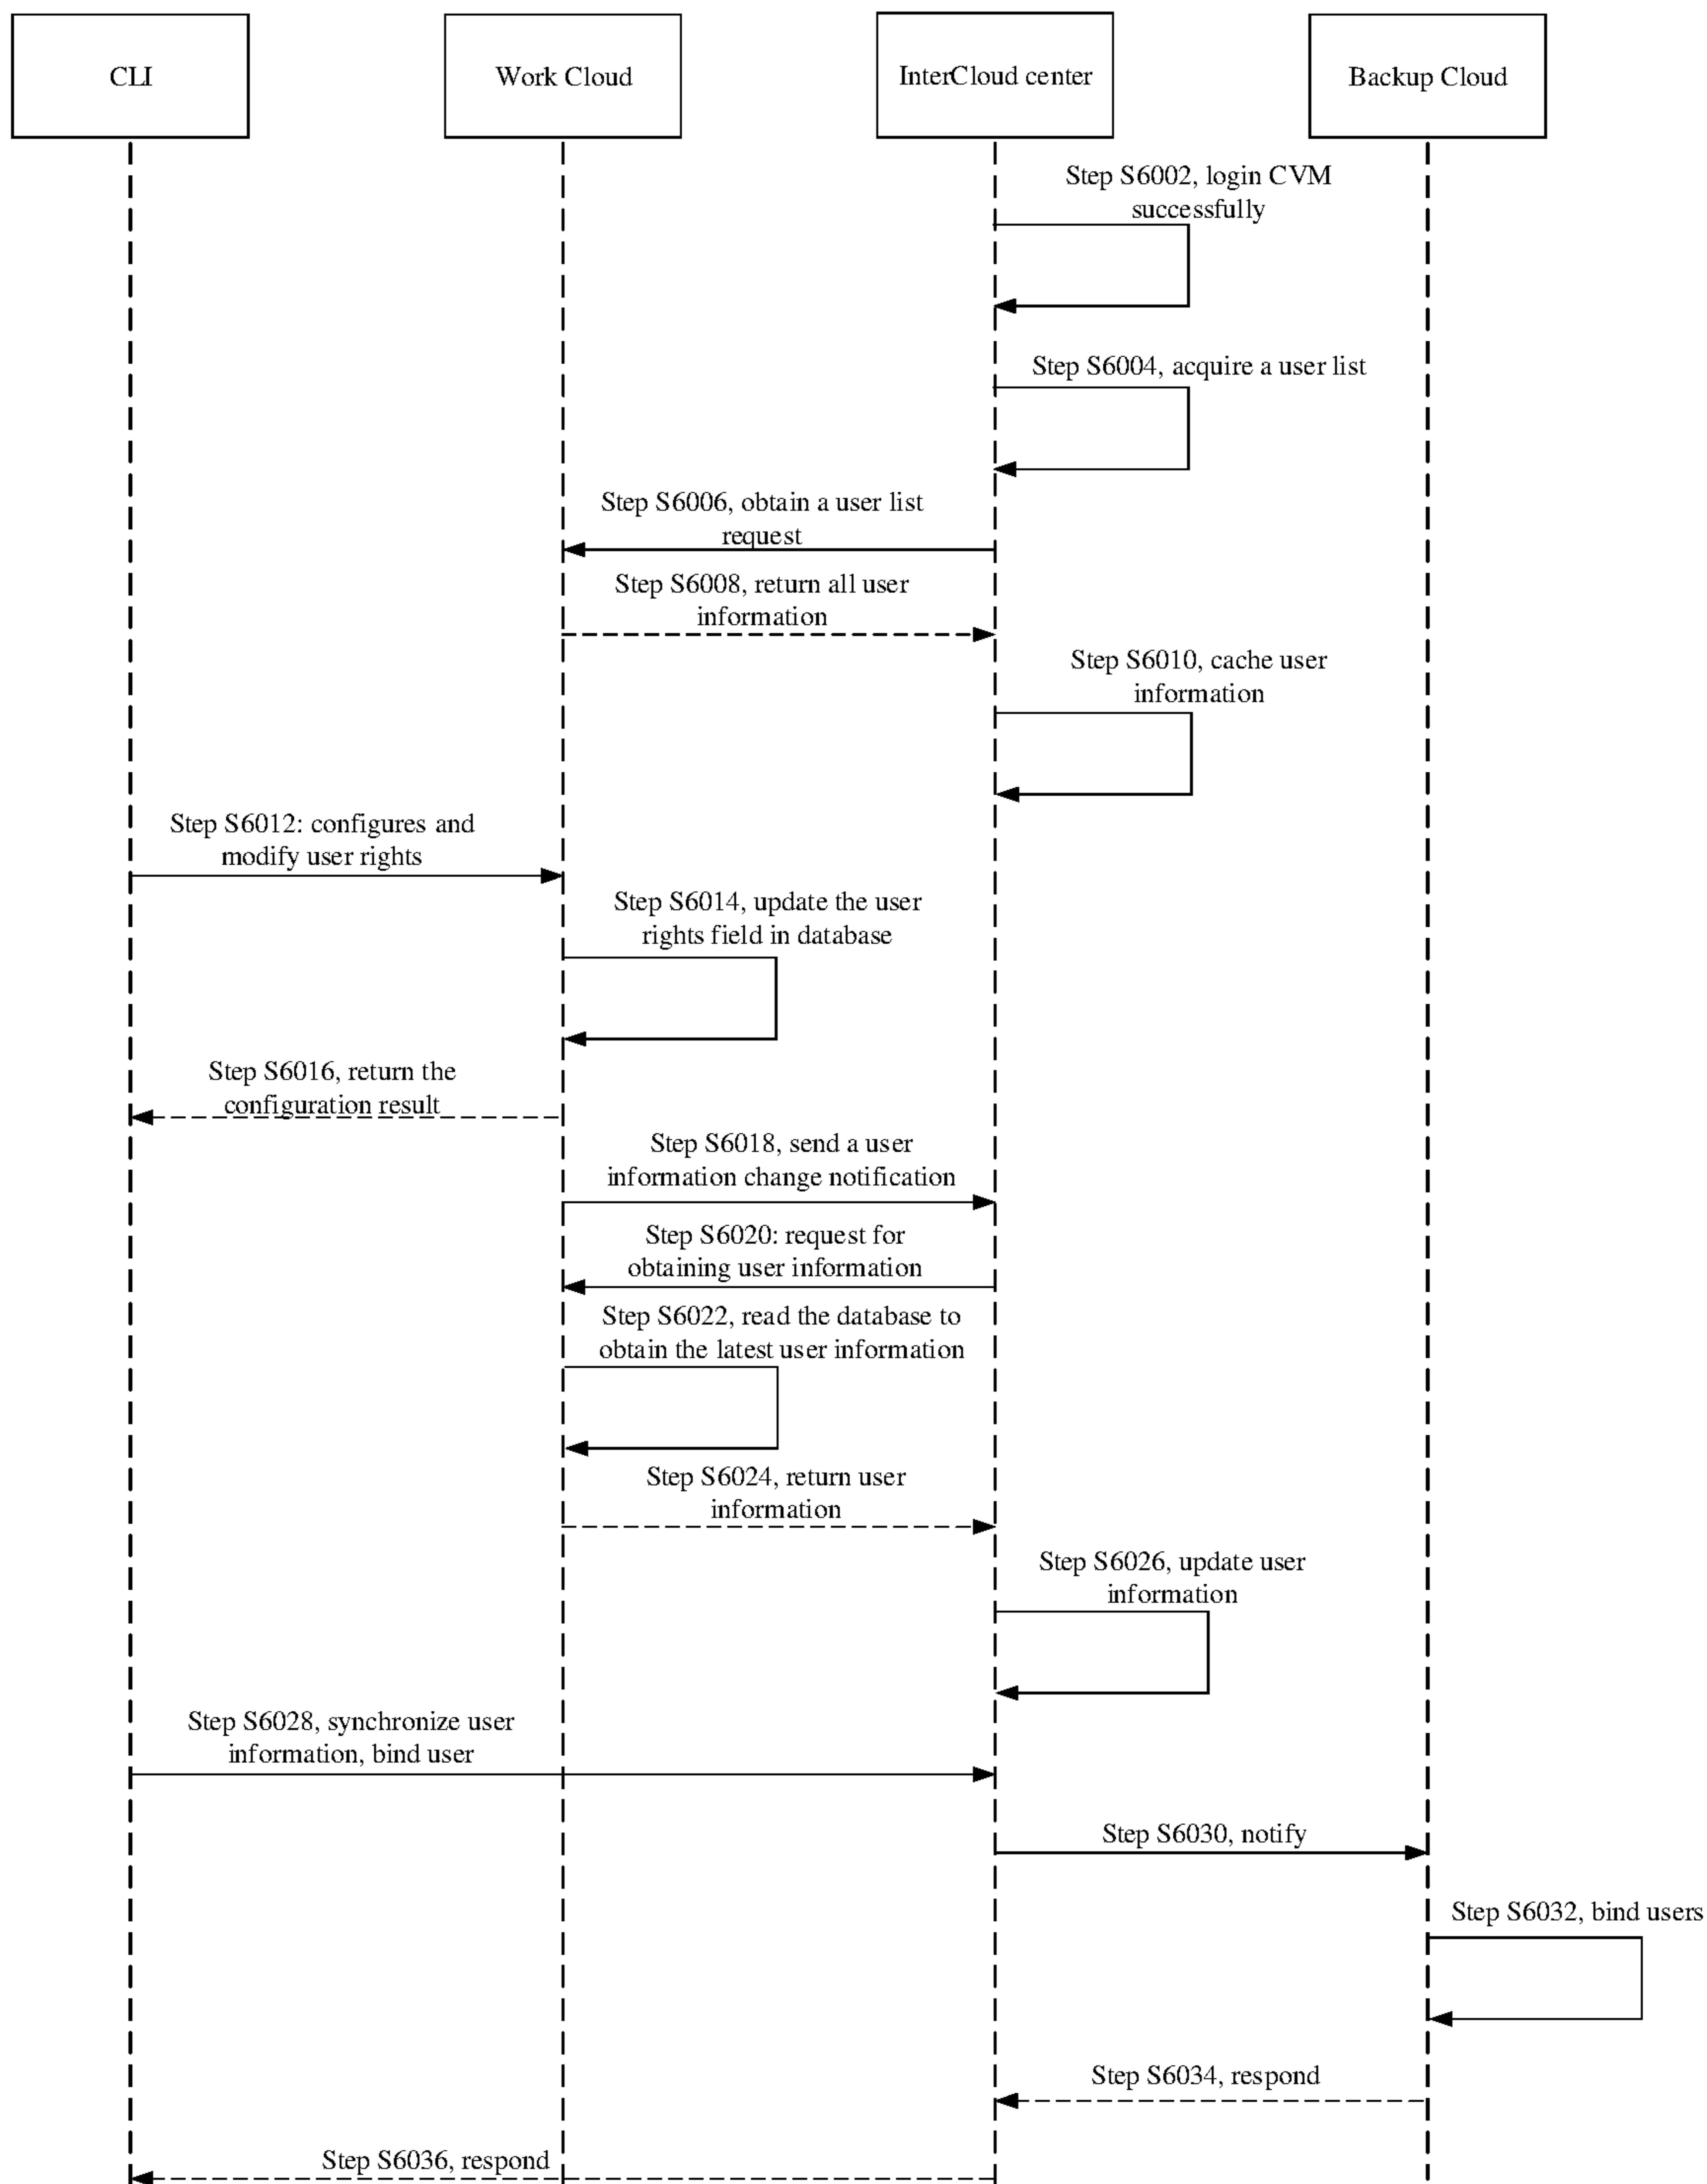 CLI
Work Cloud
InterCloud center
Backup Cloud
Step S6002, login CVM
successfully
Step S6004, acquire a user list
Step S6006, obtain a user list
request
Step S6008, return all user
information
Step S6010, cache user
information
Step S6012: configures and
modify user rights
Step S6014, update the user
rights field in database
Step S6016, return the
configuration result
Step S6018, send a user
information change notification
Step S6020: request for
obtaining user information
Step S6022, read the database to
obtain the latest user information
Step S6024, return user
information
Step S6026, update user
information
Step S6028, synchronize user
information, bind user
Step S6030, notify
Step S6032, bind users
Step S6034, respond
Step S6036, respond